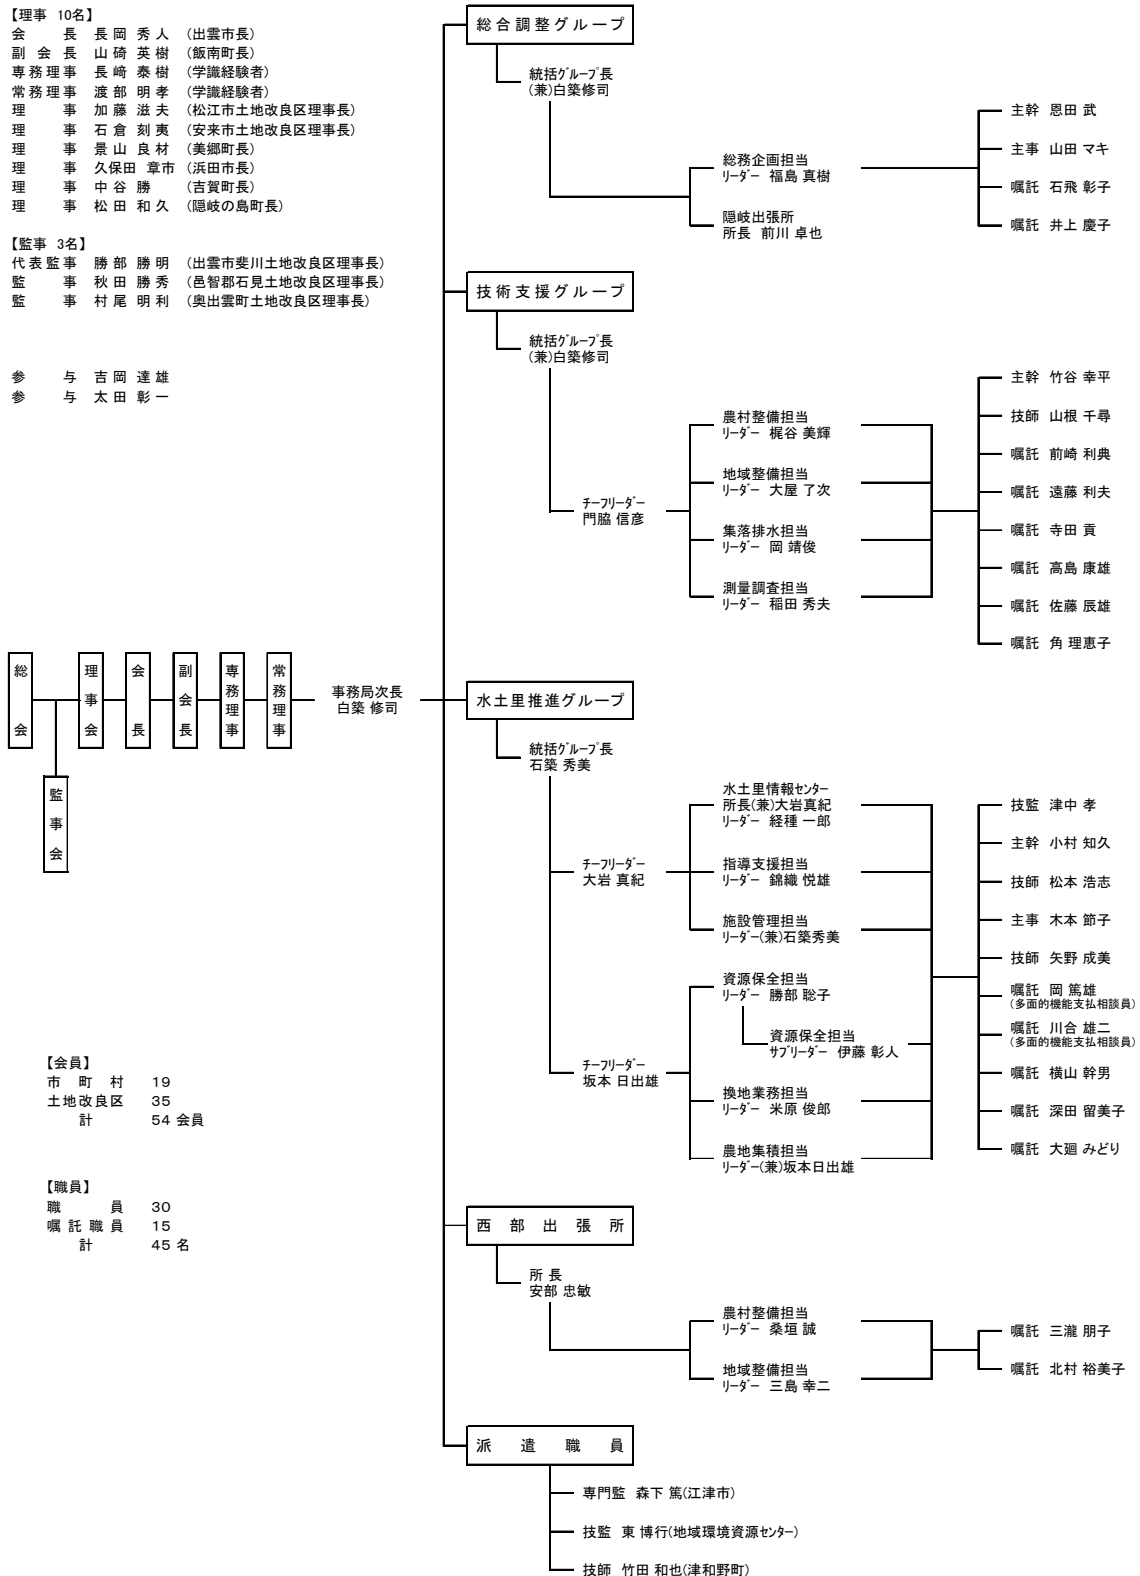 【理事 10名】
会 長 長岡 秀人 (出雲市長)
副会長 山碕 英樹 (飯南町長)
専務理事 長﨑 泰樹 (学識経験者)
常務理事 渡部 明孝 (学識経験者)
理 事 加藤 滋夫 (松江市土地改良区理事長)
理 事 石倉 刻夷 (安来市土地改良区理事長)
理 事 景山 良材 (美郷町長)
理 事 久保田 章市 (浜田市長)
理 事 中谷 勝 (吉賀町長)
理 事 松田 和久 (隠岐の島町長)
【監事 3名】
代表監事 勝部 勝明 (出雲市斐川土地改良区理事長)
監 事 秋田 勝秀 (邑智郡石見土地改良区理事長)
監 事 村尾 明利 (奥出雲町土地改良区理事長)
参 与 吉岡 達雄
参 与 太田 彰一
総会
監事会
理事会
会長
副会長
専務理事
常務理事
事務局次長
白築 修司
総合調整グループ
統括グループ長
(兼)白築修司
総務企画担当
リーダー 福島 真樹
隠岐出張所
所長 前川 卓也
主幹 恩田 武
主事 山田 マキ
嘱託 石飛 彰子
嘱託 井上 慶子
技術支援グループ
統括グループ長
(兼)白築修司
チーフリーダー
門脇 信彦
農村整備担当
リーダー 梶谷 美輝
地域整備担当
リーダー 大屋 了次
集落排水担当
リーダー 岡 靖俊
測量調査担当
リーダー 稲田 秀夫
主幹 竹谷 幸平
技師 山根 千尋
嘱託 前崎 利典
嘱託 遠藤 利夫
嘱託 寺田 貢
嘱託 高島 康雄
嘱託 佐藤 辰雄
嘱託 角 理恵子
水土里推進グループ
統括グループ長
石築 秀美
チーフリーダー
大岩 真紀
水土里情報センター
所長(兼)大岩真紀
リーダー 経種 一郎
指導支援担当
リーダー 錦織 悦雄
施設管理担当
リーダー(兼)石築秀美
チーフリーダー
坂本 日出雄
資源保全担当
リーダー 勝部 聡子
資源保全担当
サブリーダー 伊藤 彰人
換地業務担当
リーダー 米原 俊郎
農地集積担当
リーダー(兼)坂本日出雄
技監 津中 孝
主幹 小村 知久
技師 松本 浩志
主事 木本 節子
技師 矢野 成美
嘱託 岡 篤雄
(多面的機能支払相談員)
嘱託 川合 雄二
(多面的機能支払相談員)
嘱託 横山 幹男
嘱託 深田 留美子
嘱託 大廻 みどり
【会員】
市町村 19
土地改良区 35
計 54 会員
【職員】
職 員 30
嘱託職員 15
計 45 名
西部出張所
所長
安部 忠敏
農村整備担当
リーダー 桑垣 誠
地域整備担当
リーダー 三島 幸二
嘱託 三瀧 朋子
嘱託 北村 裕美子
派遣職員
専門監 森下 篤(江津市)
技監 東 博行(地域環境資源センター)
技師 竹田 和也(津和野町)